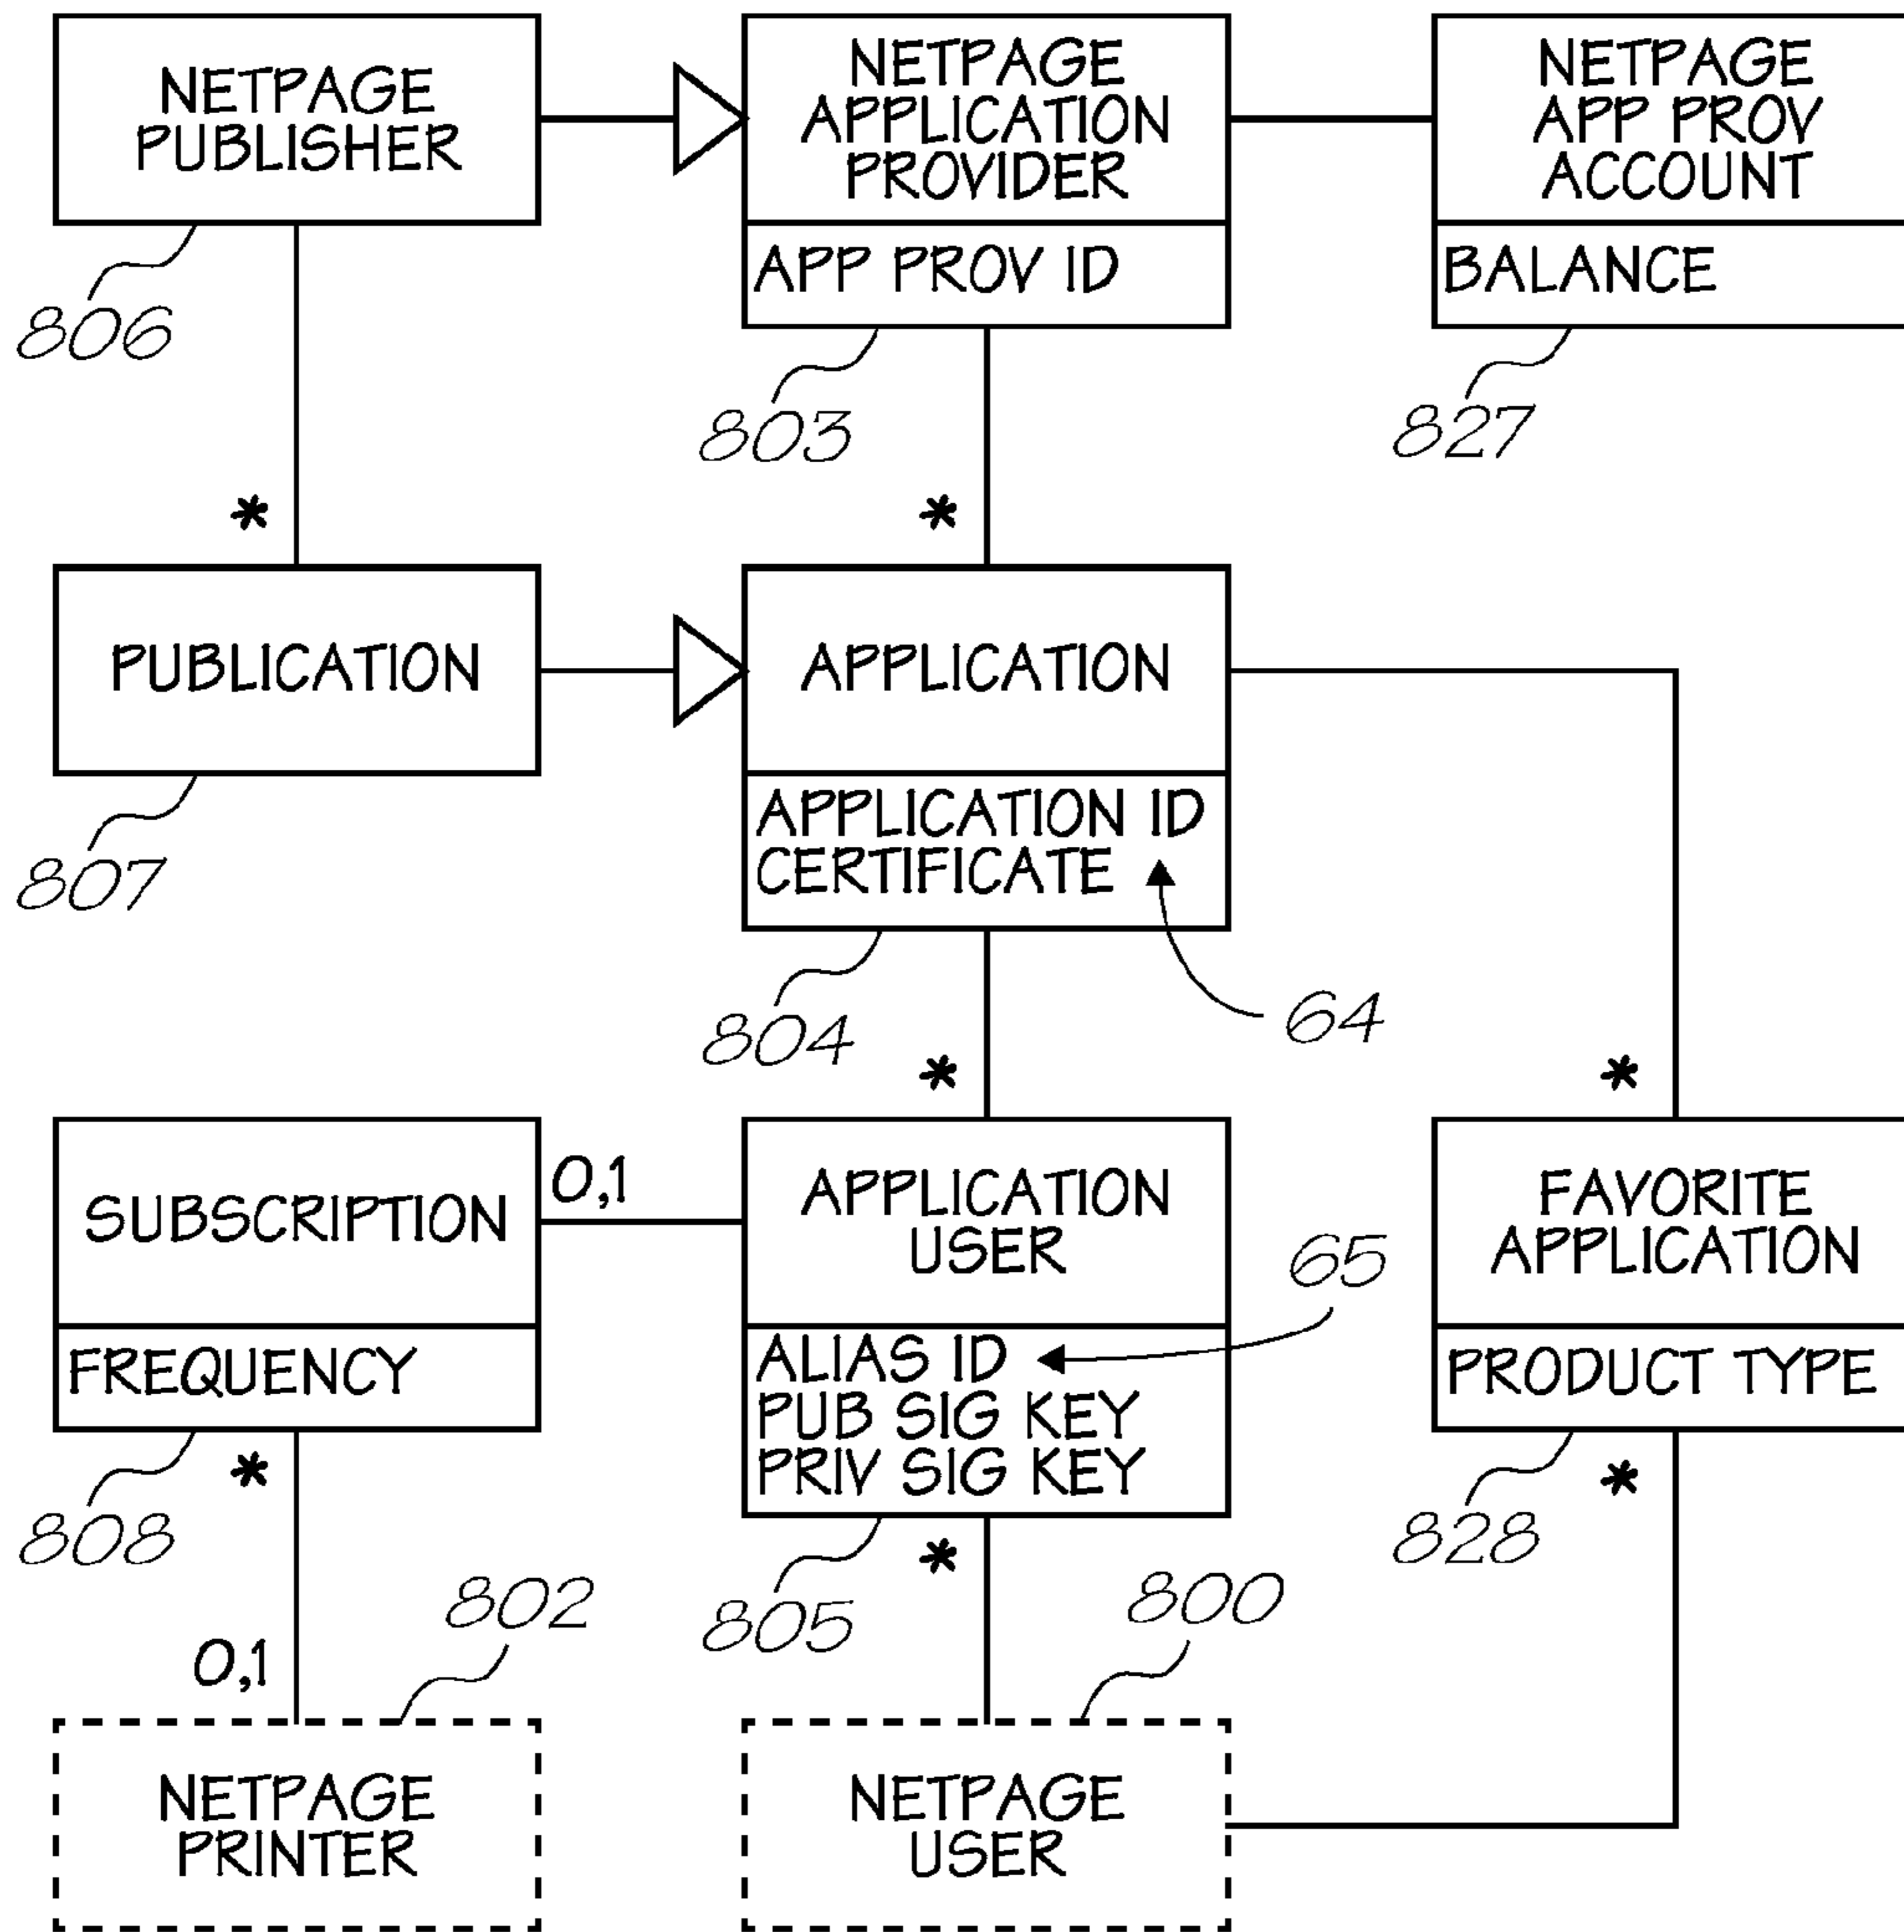 NETPAGE
PUBLISHER
NETPAGE
APPLICATION
PROVIDER
APP PROV ID
NETPAGE
APP PROV
ACCOUNT
BALANCE
806
803
827
*
*
PUBLICATION
APPLICATION
APPLICATION ID
CERTIFICATE
807
804
64
*
*
SUBSCRIPTION
FREQUENCY
0,1
APPLICATION
USER
ALIAS ID
PUB SIG KEY
PRIV SIG KEY
65
FAVORITE
APPLICATION
PRODUCT TYPE
*
808
*
805
*
828
802
800
0,1
NETPAGE
PRINTER
NETPAGE
USER